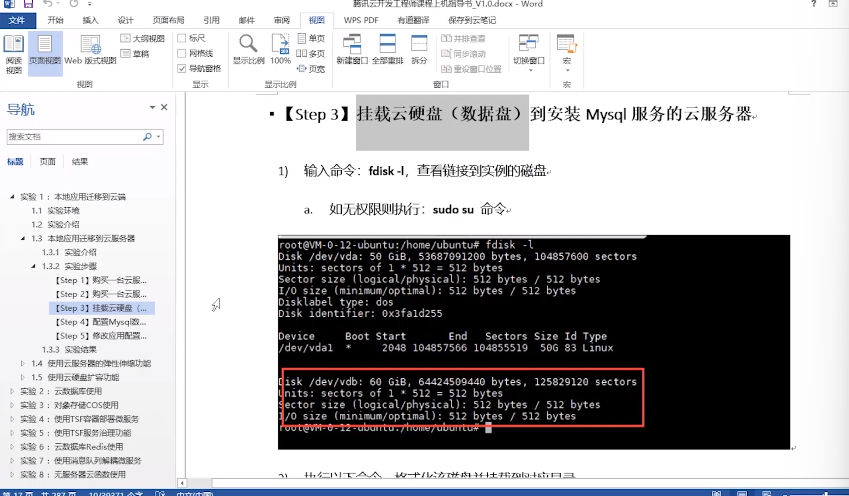 腾讯云开发工程师课程上机指导书_V1.0.docx - Word
文件 开始 插入 设计 页面布局 引用 邮件 审阅 视图 WPS PDF 有道翻译 保存到云笔记
阅读视图
页面视图
Web 版式视图
大纲视图
草稿
标尺
网格线
导航窗格
显示比例
100%
单页
多页
页宽
新建窗口
全部重排
拆分
并排查看
同步滚动
重设窗口位置
切换窗口
宏
视图 显示 显示比例 窗口 宏
导航
搜索文档
标题 页面 结果
实验 1：本地应用迁移到云端
1.1 实验环境
1.2 实验介绍
1.3 本地应用迁移到云服务器
1.3.1 实验介绍
1.3.2 实验步骤
【Step 1】购买一台云服...
【Step 2】购买一台云服...
【Step 3】挂载云硬盘（...
【Step 4】配置Mysql数...
【Step 5】修改应用配置...
1.3.3 实验结果
1.4 使用云服务器的弹性伸缩功能
1.5 使用云硬盘扩容功能
实验 2：云数据库使用
实验 3：对象存储COS使用
实验 4：使用TSF容器部署微服务
实验 5：使用TSF服务治理功能
实验 6：云数据库Redis使用
实验 7：使用消息队列解耦微服务
实验 8：无服务器云函数使用
【Step 3】挂载云硬盘（数据盘）到安装 Mysql 服务的云服务器
1) 输入命令：fdisk -l，查看链接到实例的磁盘
a. 如无权限则执行：sudo su 命令
root@VM-0-12-ubuntu:/home/ubuntu# fdisk -l
Disk /dev/vda: 50 GiB, 53687091200 bytes, 104857600 sectors
Units: sectors of 1 * 512 = 512 bytes
Sector size (logical/physical): 512 bytes / 512 bytes
I/O size (minimum/optimal): 512 bytes / 512 bytes
Disklabel type: dos
Disk identifier: 0x3fa1d255
Device Boot Start End Sectors Size Id Type
/dev/vda1 * 2048 104857566 104855519 50G 83 Linux
Disk /dev/vdb: 60 GiB, 64424509440 bytes, 125829120 sectors
Units: sectors of 1 * 512 = 512 bytes
Sector size (logical/physical): 512 bytes / 512 bytes
I/O size (minimum/optimal): 512 bytes / 512 bytes
root@VM-0-12-ubuntu:/home/ubuntu#
2) 执行以下命令，格式化该磁盘并挂载到对应目录
第 17 页，共 287 页 10/39371 个字 中文(中国)